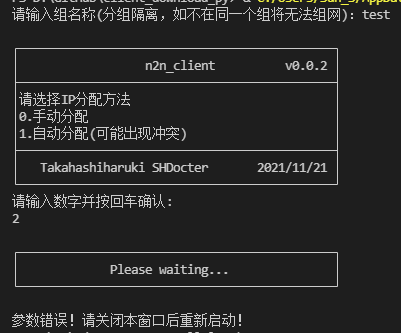 请输入组名称(分组隔离，如不在同一个组将无法组网): test
n2n_client v0.0.2
请选择IP分配方法
0.手动分配
1.自动分配(可能出现冲突)
Takahashiharuki SHDocter 2021/11/21
请输入数字并按回车确认:
2
Please waiting...
参数错误! 请关闭本窗口后重新启动!